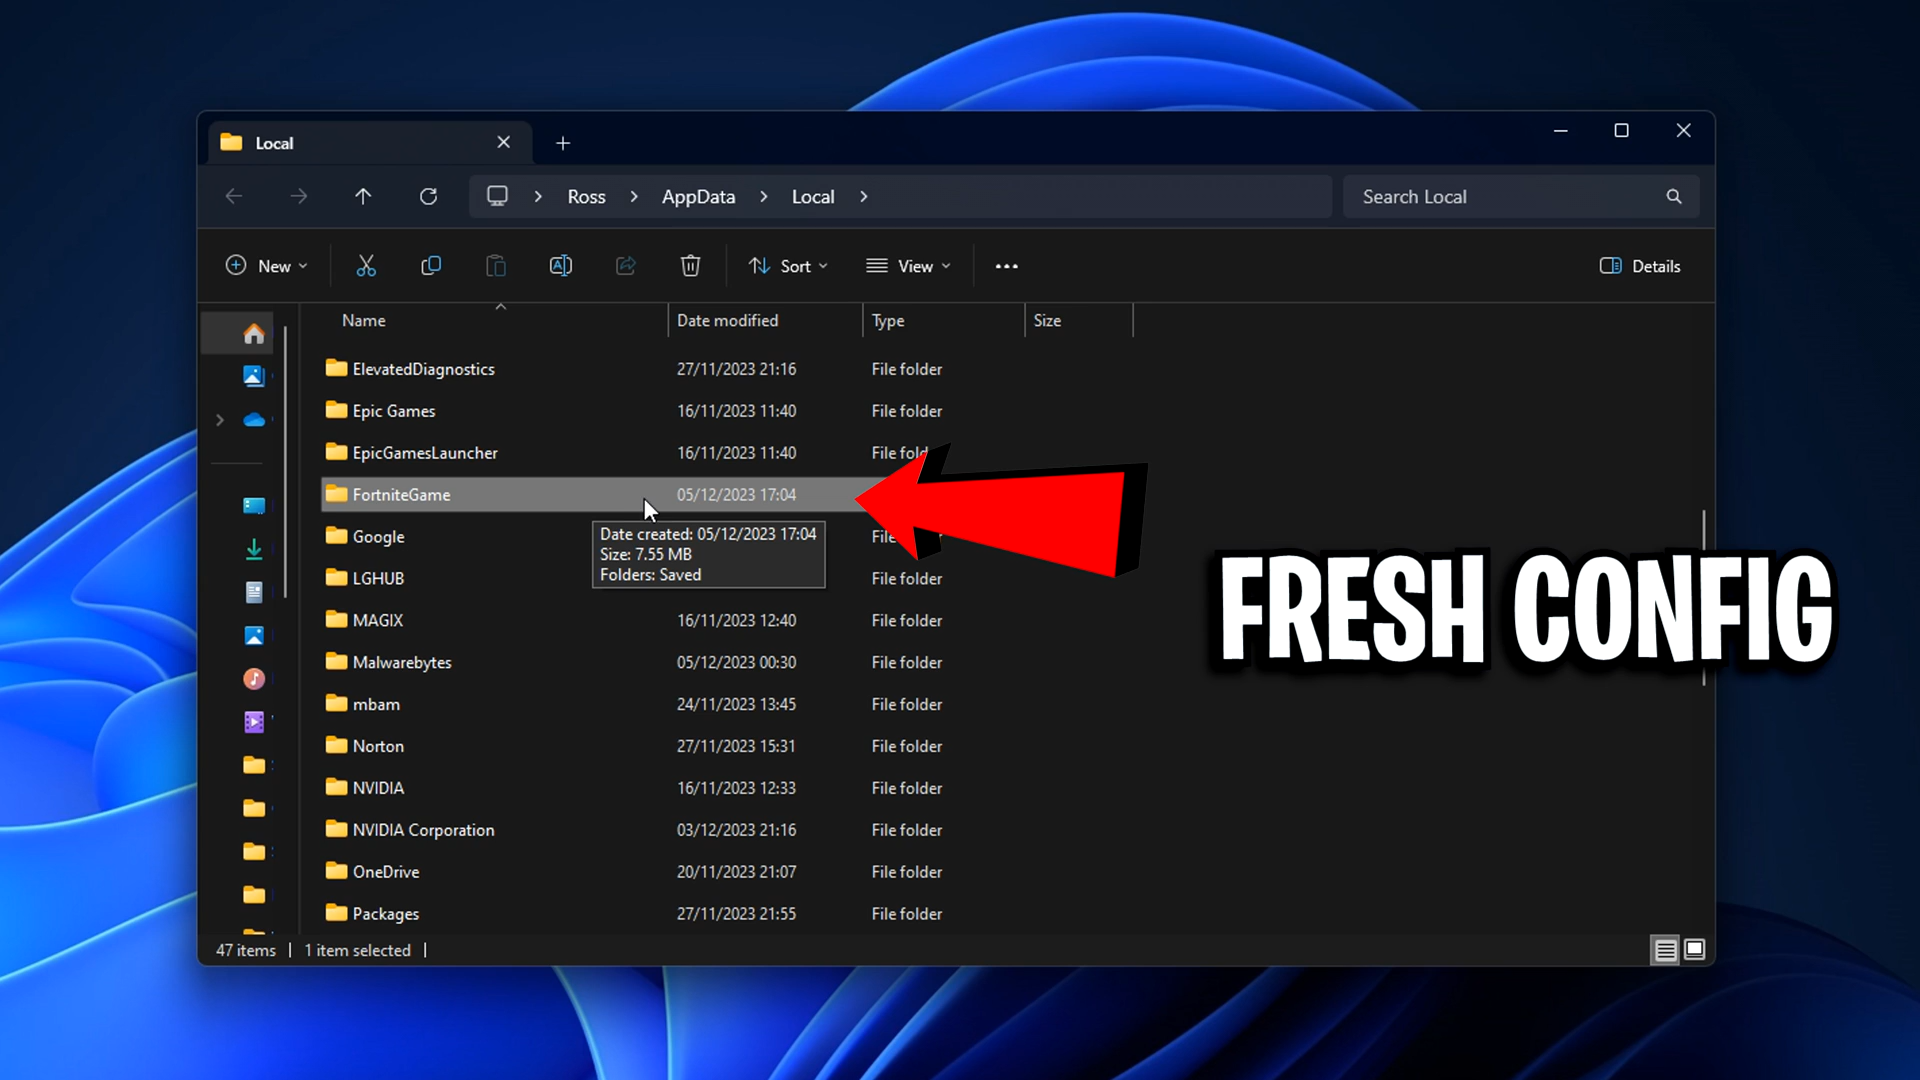 Local
Ross AppData Local
Search Local
New Sort View Details
Name Date modified Type Size
ElevatedDiagnostics 27/11/2023 21:16 File folder
Epic Games 16/11/2023 11:40 File folder
EpicGamesLauncher 16/11/2023 11:40 File fold
FortniteGame 05/12/2023 17:04
Google
Date created: 05/12/2023 17:04
Size: 7.55 MB
Folders: Saved
LGHUB File folder
MAGIX 16/11/2023 12:40 File folder
Malwarebytes 05/12/2023 00:30 File folder
mbam 24/11/2023 13:45 File folder
Norton 27/11/2023 15:31 File folder
NVIDIA 16/11/2023 12:33 File folder
NVIDIA Corporation 03/12/2023 21:16 File folder
OneDrive 20/11/2023 21:07 File folder
Packages 27/11/2023 21:55 File folder
47 items 1 item selected
FRESH CONFIG